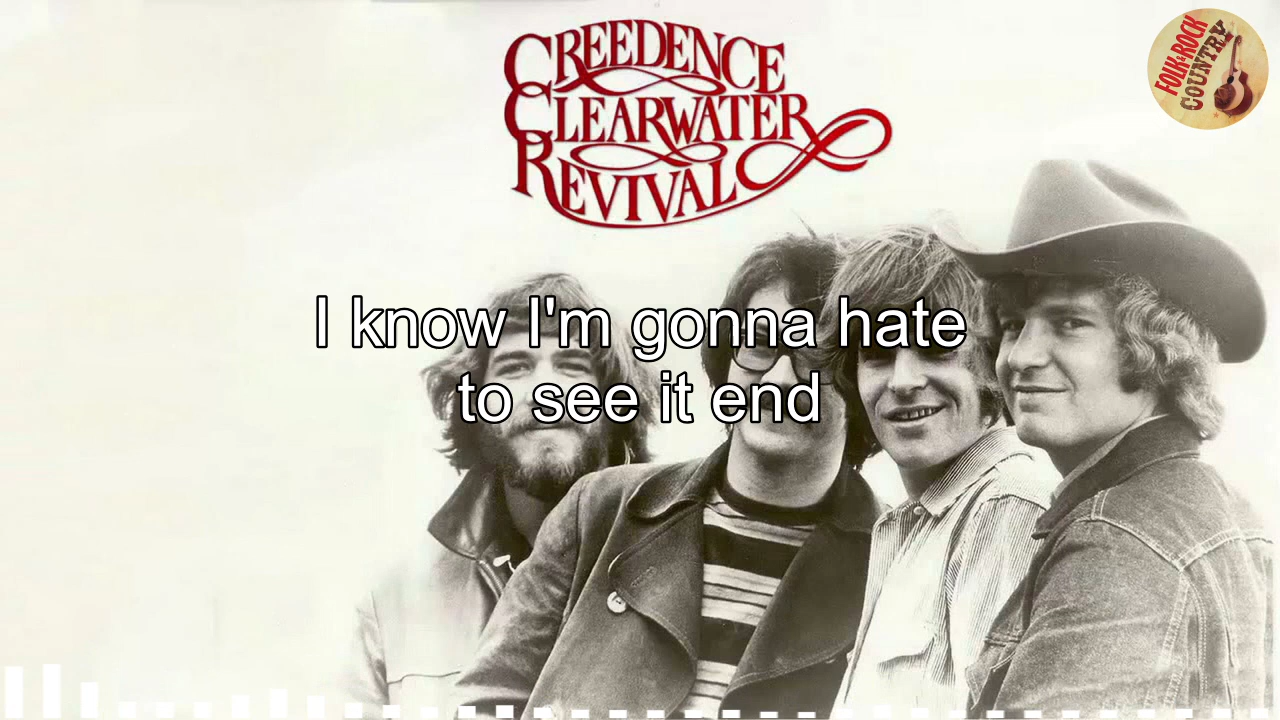 CREEDENCE
CLEARWATER
REVIVAL
FOLK & ROCK
COUNTRY
I know I'm gonna hate
to see it end